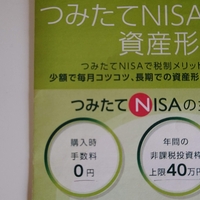 つみたてNISA
資産形
つみたてNISAで税制メリッ
少額で毎月コツコツ、長期での資産形
つみたてNISAの
購入時
手数料
0円
年間の
非課税投資枠
上限40万円